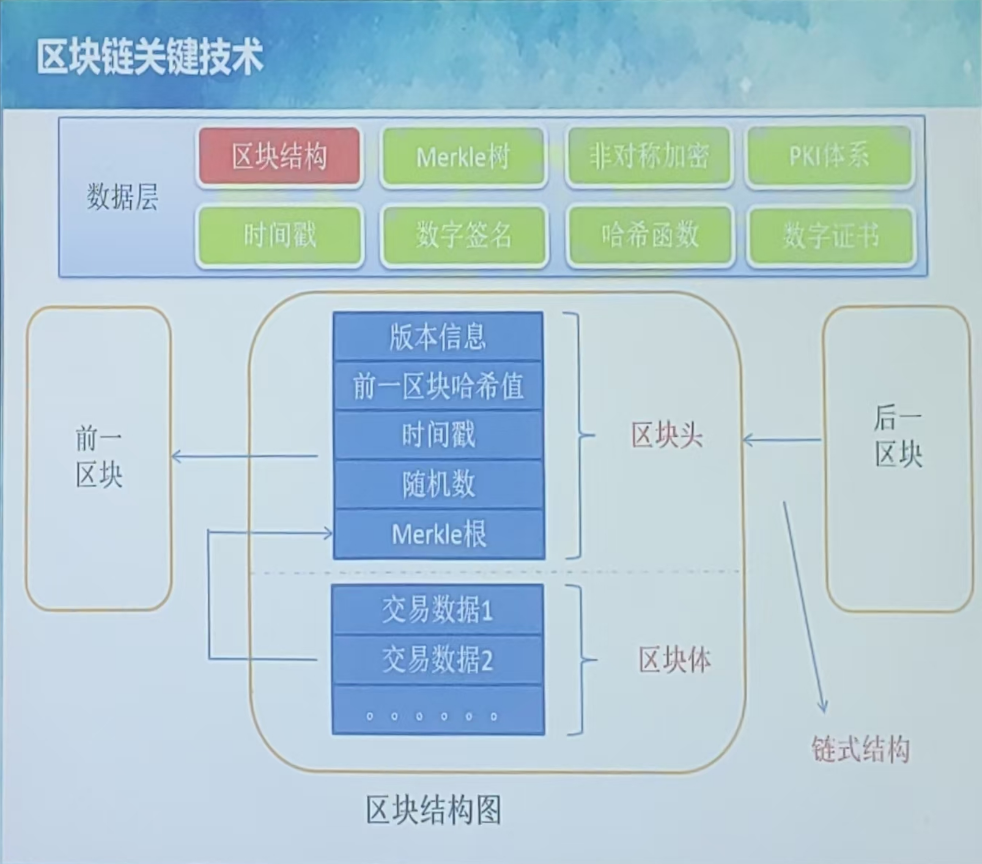 区块链关键技术
数据层
区块结构
Merkle树
非对称加密
PKI体系
时间戳
数字签名
哈希函数
数字证书
前一
区块
版本信息
前一区块哈希值
时间戳
随机数
Merkle根
区块头
交易数据1
交易数据2
。。。。。。
区块体
后一
区块
链式结构
区块结构图